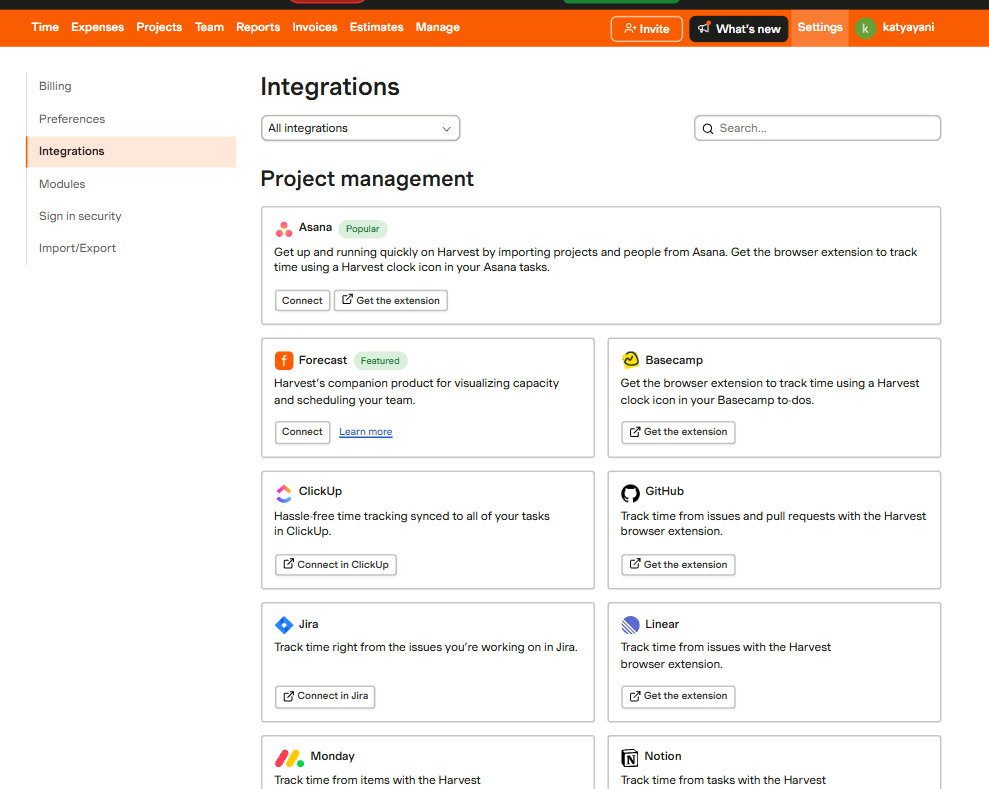 Time Expenses Projects Team Reports Invoices Estimates Manage Invite What's new Settings k katyayani
Billing
Preferences
Integrations
Modules
Sign in security
Import/Export
Integrations
All integrations
Search...
Project management
Asana Popular
Get up and running quickly on Harvest by importing projects and people from Asana. Get the browser extension to track
time using a Harvest clock icon in your Asana tasks.
Connect Get the extension
Forecast Featured
Harvest's companion product for visualizing capacity
and scheduling your team.
Connect Learn more
Basecamp
Get the browser extension to track time using a Harvest
clock icon in your Basecamp to-dos.
Get the extension
ClickUp
Hassle-free time tracking synced to all of your tasks
in ClickUp.
Connect in ClickUp
GitHub
Track time from issues and pull requests with the Harvest
browser extension.
Get the extension
Jira
Track time right from the issues you're working on in Jira.
Connect in Jira
Linear
Track time from issues with the Harvest
browser extension.
Get the extension
Monday
Track time from items with the Harvest
Notion
Track time from tasks with the Harvest